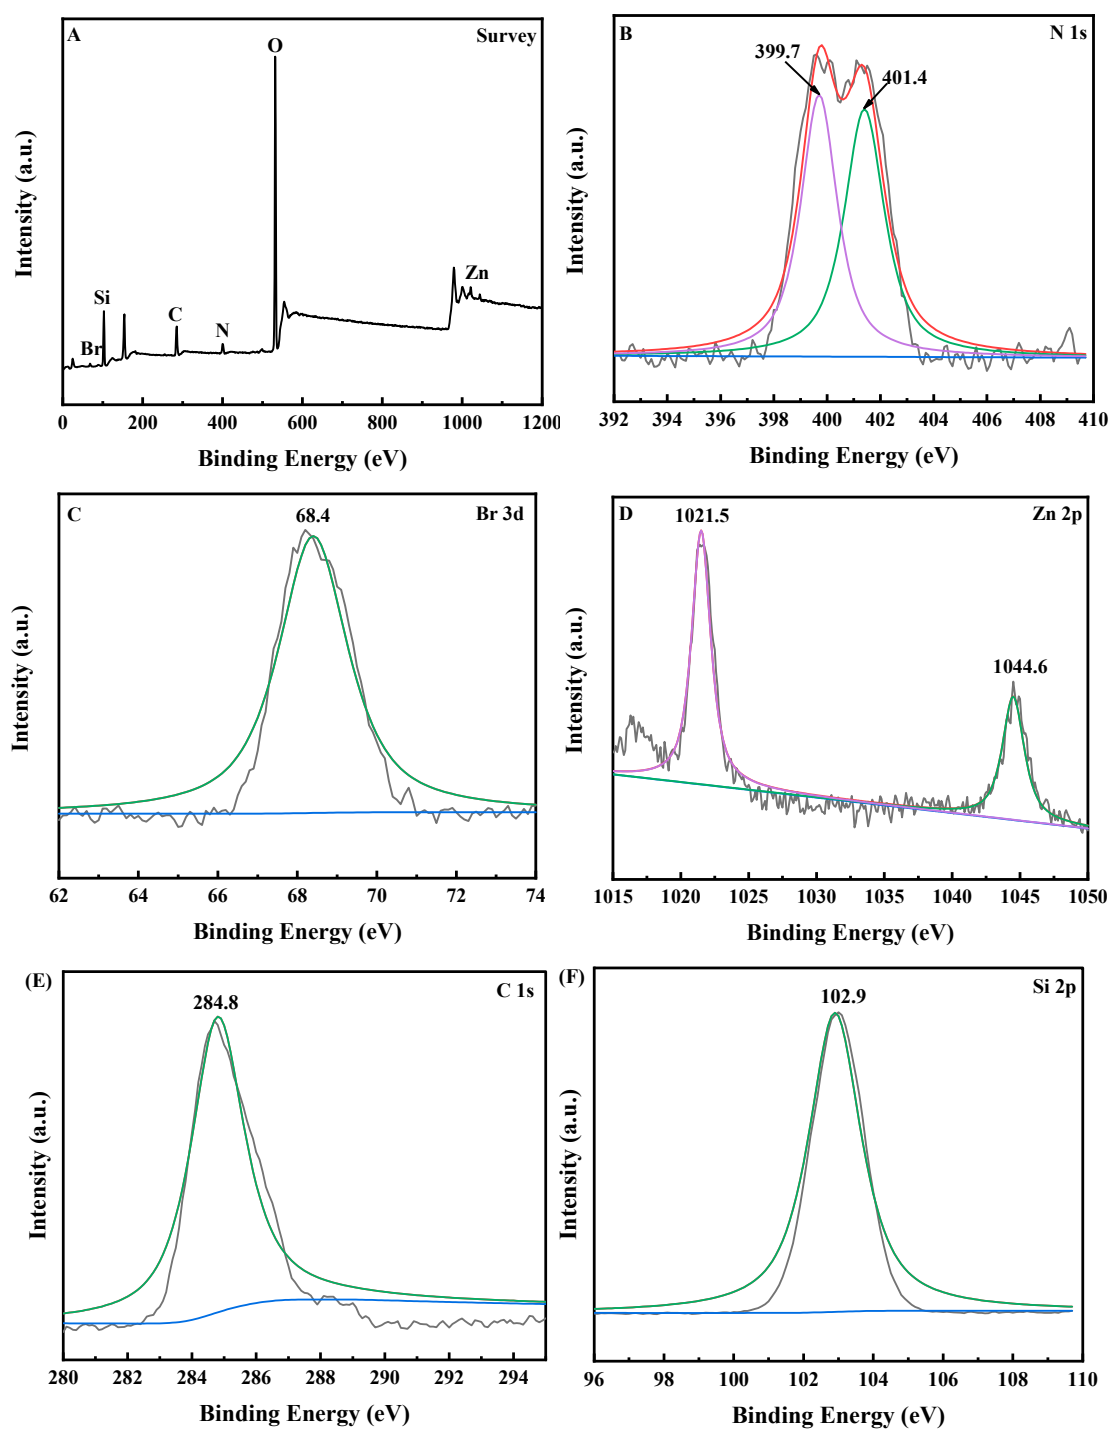 A
Survey
O
Si
Br
C
N
Zn
Intensity (a.u.)
0 200 400 600 800 1000 1200
Binding Energy (eV)
B
N 1s
399.7
401.4
Intensity (a.u.)
392 394 396 398 400 402 404 406 408 410
Binding Energy (eV)
C
Br 3d
68.4
Intensity (a.u.)
62 64 66 68 70 72 74
Binding Energy (eV)
D
Zn 2p
1021.5
1044.6
Intensity (a.u.)
1015 1020 1025 1030 1035 1040 1045 1050
Binding Energy (eV)
(E)
C 1s
284.8
Intensity (a.u.)
280 282 284 286 288 290 292 294
Binding Energy (eV)
(F)
Si 2p
102.9
Intensity (a.u.)
96 98 100 102 104 106 108 110
Binding Energy (eV)